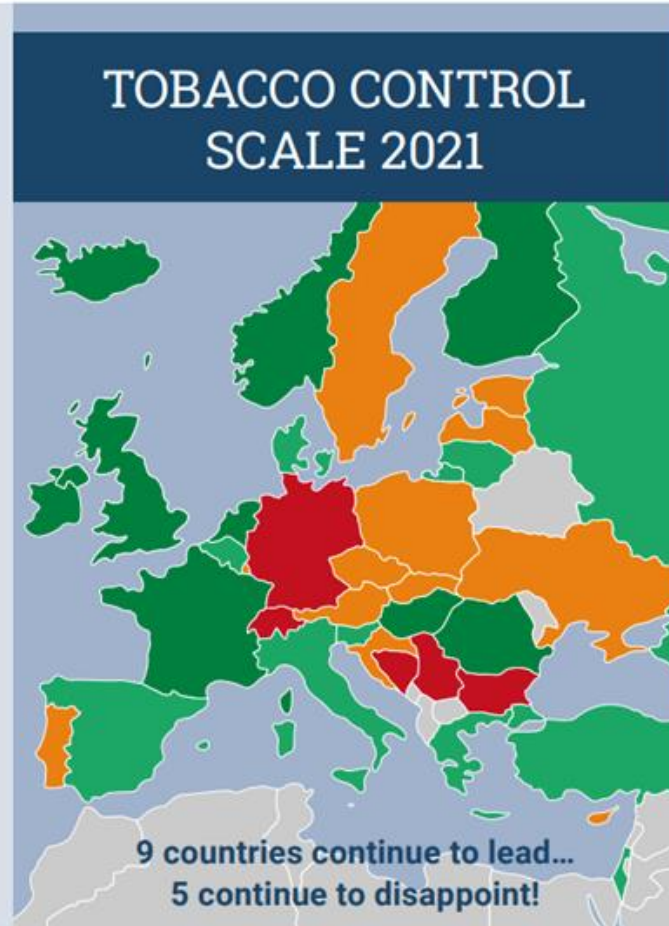 TOBACCO CONTROL
SCALE 2021
9 countries continue to lead...
5 continue to disappoint!